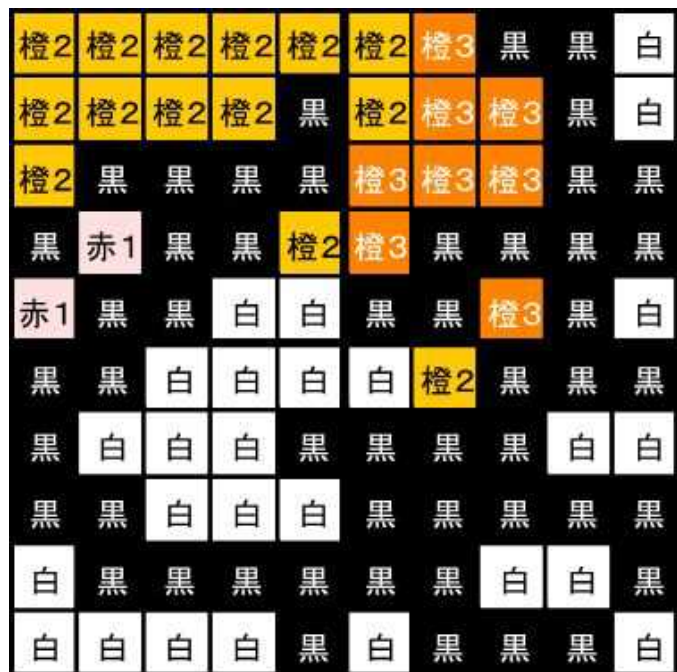 橙2 橙2 橙2 橙2 橙2 橙2 橙3 黒 黒 白
橙2 橙2 橙2 橙2 黒 橙2 橙3 橙3 黒 白
橙2 黒 黒 黒 黒 橙3 橙3 橙3 黒 黒
黒 赤1 黒 黒 橙2 橙3 黒 黒 黒 黒
赤1 黒 黒 白 白 黒 黒 橙3 黒 白
黒 黒 白 白 白 白 橙2 黒 黒 黒
黒 白 白 白 黒 黒 黒 黒 白 白
黒 黒 白 白 白 黒 黒 黒 黒 黒
白 黒 黒 黒 黒 黒 黒 白 白 黒
白 白 白 白 黒 白 黒 黒 黒 白